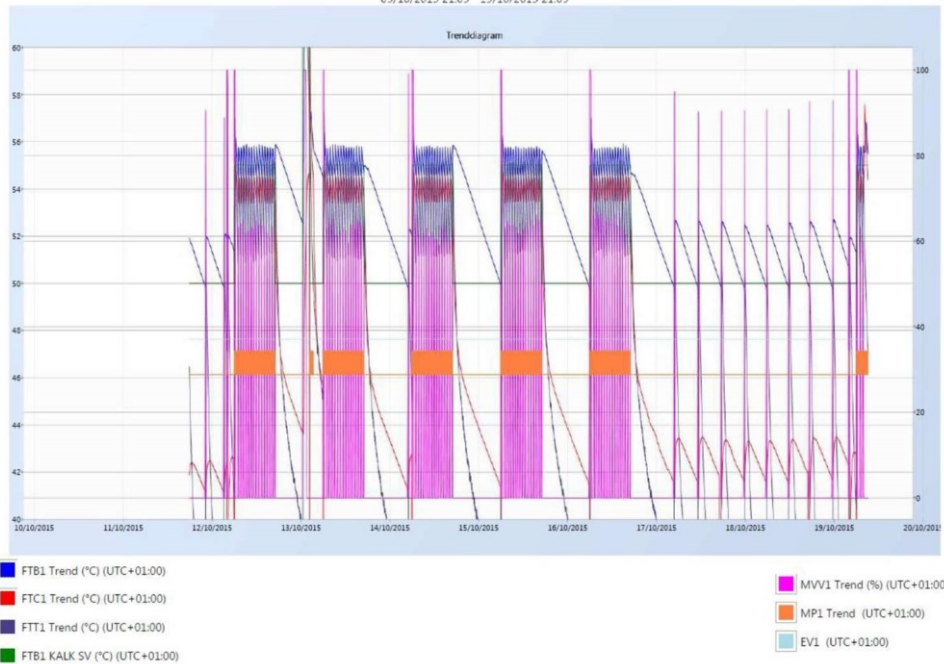 Trenddiagram
60
58
56
54
52
50
48
46
44
42
40
100
80
60
40
20
0
10/10/2015 11/10/2015 12/10/2015 13/10/2015 14/10/2015 15/10/2015 16/10/2015 17/10/2015 18/10/2015 19/10/2015 20/10/2015
FTB1 Trend (°C) (UTC+01:00)
FTC1 Trend (°C) (UTC+01:00)
FTT1 Trend (°C) (UTC+01:00)
FTB1 KALK SV (°C) (UTC+01:00)
MVV1 Trend (%) (UTC+01:00
MP1 Trend (UTC+01:00)
EV1 (UTC+01:00)